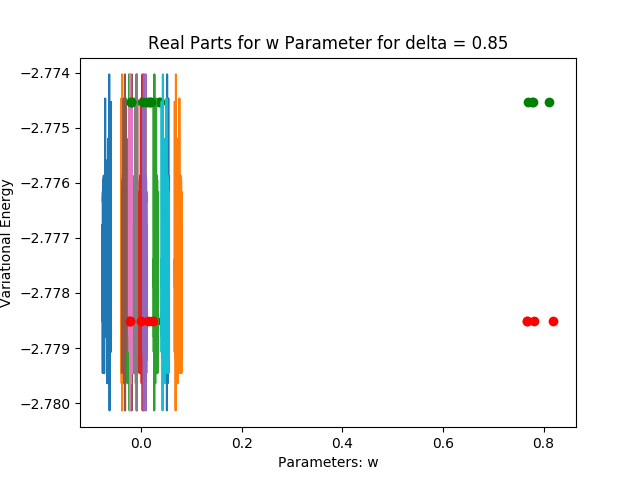 Real Parts for w Parameter for delta = 0.85
Variational Energy
−2.774
−2.775
−2.776
−2.777
−2.778
−2.779
−2.780
0.0 0.2 0.4 0.6 0.8
Parameters: w